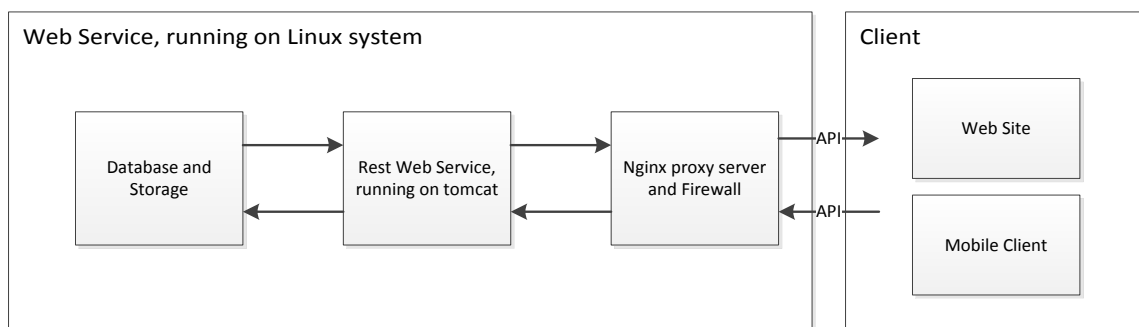 Web Service, running on Linux system
Client
Database and
Storage
Rest Web Service,
running on tomcat
Nginx proxy server
and Firewall
API
API
Web Site
Mobile Client